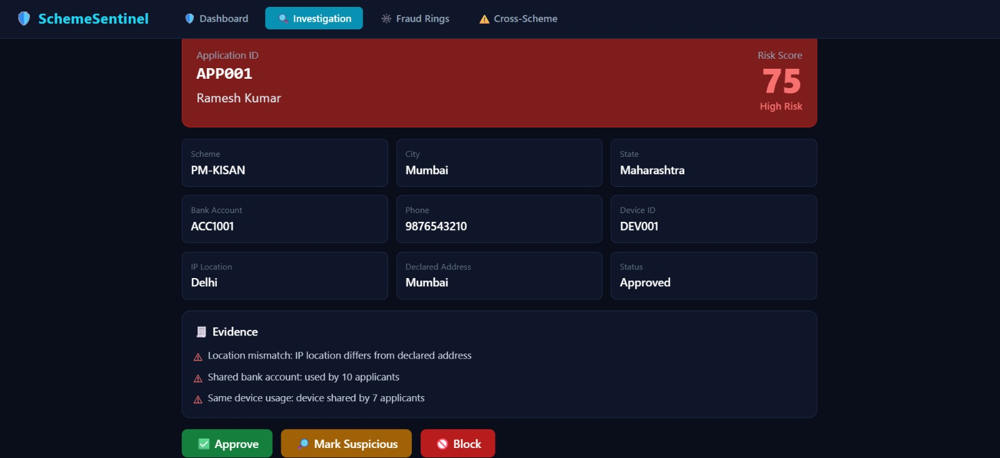 SchemeSentinel Dashboard Investigation Fraud Rings Cross-Scheme
Application ID Risk Score
APP001 75
Ramesh Kumar High Risk
Scheme City State
PM-KISAN Mumbai Maharashtra
Bank Account Phone Device ID
ACC1001 9876543210 DEV001
IP Location Declared Address Status
Delhi Mumbai Approved
Evidence
Location mismatch: IP location differs from declared address
Shared bank account: used by 10 applicants
Same device usage: device shared by 7 applicants
Approve Mark Suspicious Block